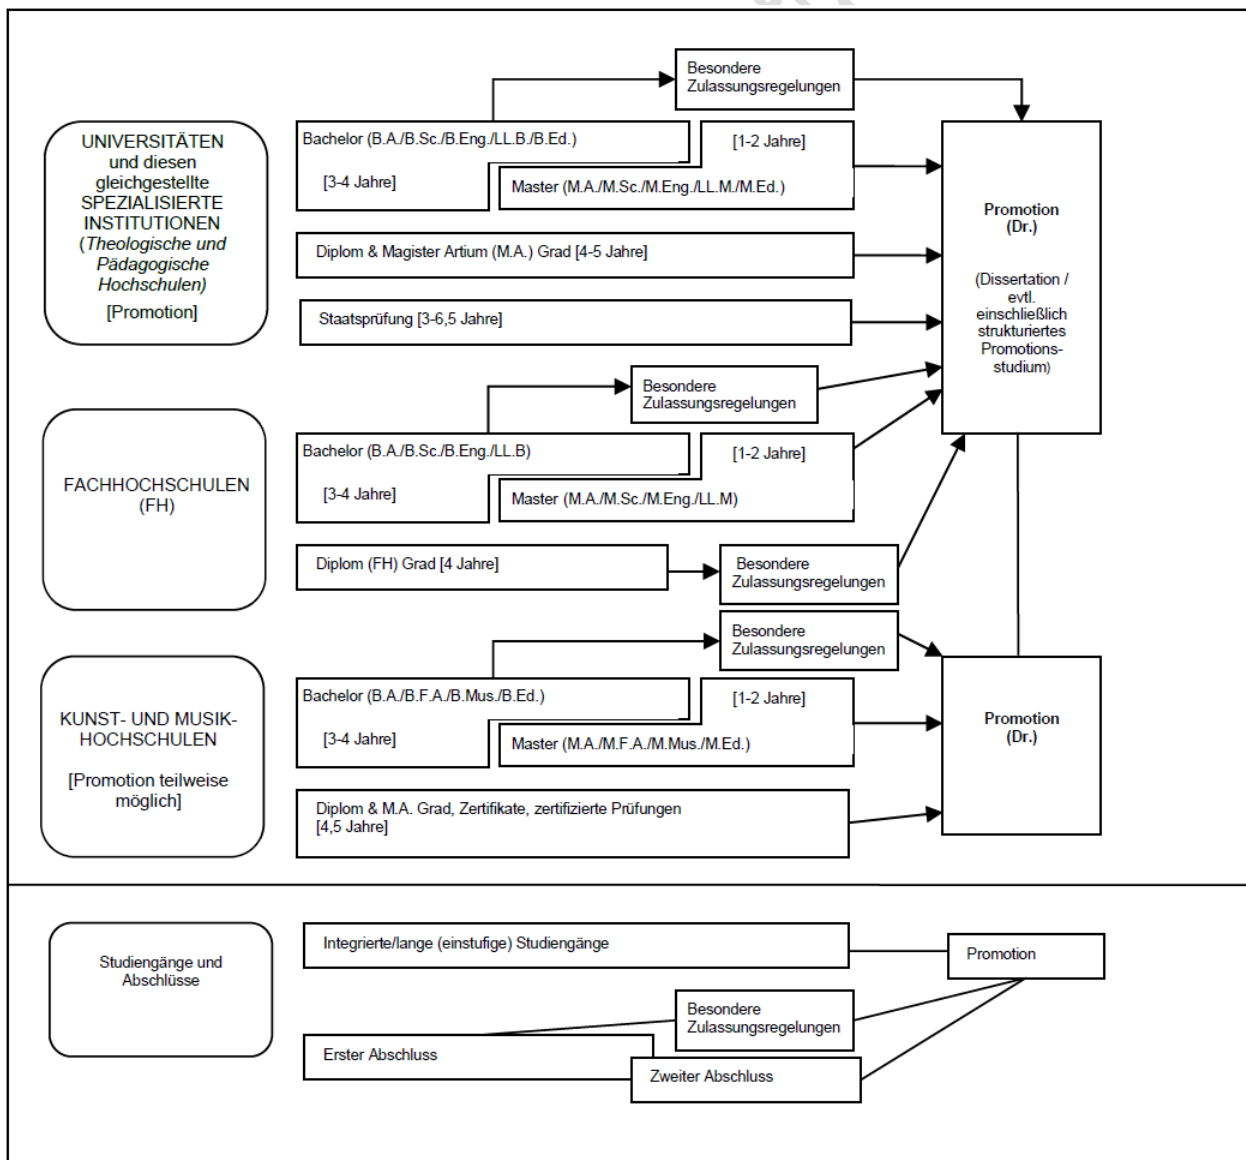 Besondere
Zulassungsregelungen
UNIVERSITÄTEN
und diesen
gleichgestellte
SPEZIALISIERTE
INSTITUTIONEN
(Theologische und
Pädagogische
Hochschulen)
[Promotion]
Bachelor (B.A./B.Sc./B.Eng./LL.B./B.Ed.)
[1-2 Jahre]
[3-4 Jahre]
Master (M.A./M.Sc./M.Eng./LL.M./M.Ed.)
Diplom & Magister Artium (M.A.) Grad [4-5 Jahre]
Staatsprüfung [3-6,5 Jahre]
Promotion
(Dr.)
(Dissertation /
evtl.
einschließlich
strukturiertes
Promotions-
studium)
Besondere
Zulassungsregelungen
FACHHOCHSCHULEN
(FH)
Bachelor (B.A./B.Sc./B.Eng./LL.B)
[1-2 Jahre]
[3-4 Jahre]
Master (M.A./M.Sc./M.Eng./LL.M)
Diplom (FH) Grad [4 Jahre]
Besondere
Zulassungsregelungen
Besondere
Zulassungsregelungen
KUNST- UND MUSIK-
HOCHSCHULEN
[Promotion teilweise
möglich]
Bachelor (B.A./B.F.A./B.Mus./B.Ed.)
[1-2 Jahre]
[3-4 Jahre]
Master (M.A./M.F.A./M.Mus./M.Ed.)
Diplom & M.A. Grad, Zertifikate, zertifizierte Prüfungen
[4,5 Jahre]
Promotion
(Dr.)
Studiengänge und
Abschlüsse
Integrierte/lange (einstufige) Studiengänge
Promotion
Besondere
Zulassungsregelungen
Erster Abschluss
Zweiter Abschluss